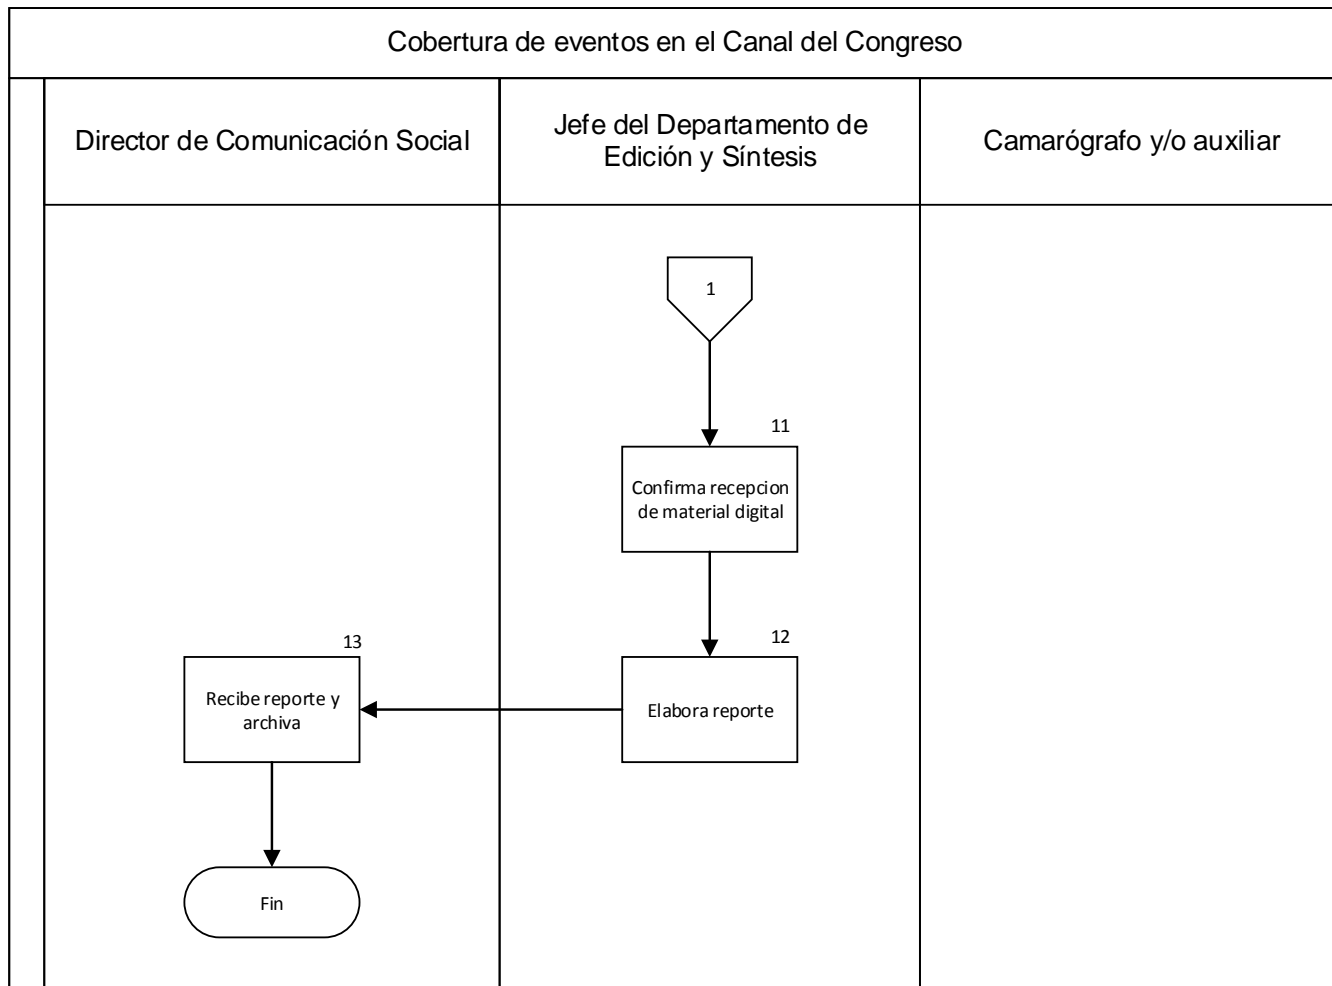 Cobertura de eventos en el Canal del Congreso
Director de Comunicación Social
Jefe del Departamento de
Edición y Síntesis
Camarógrafo y/o auxiliar
1
11
Confirma recepcion
de material digital
12
Elabora reporte
13
Recibe reporte y
archiva
Fin